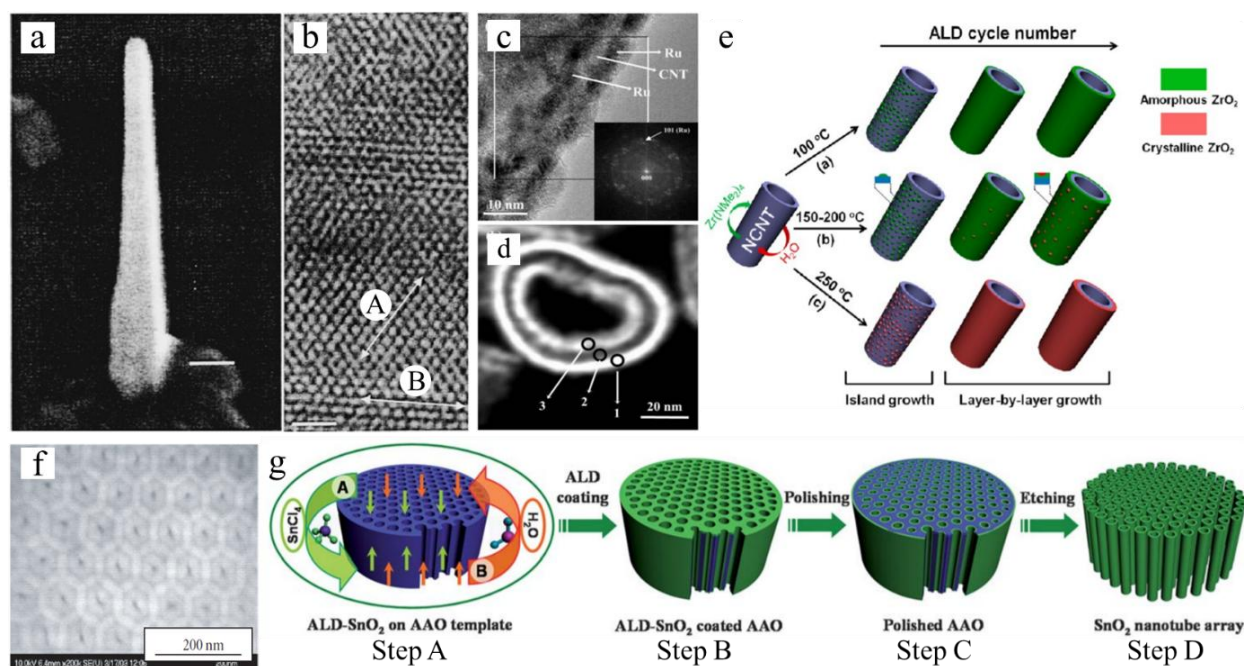 a
b
A
B
c
Ru
CNT
Ru
101 (Ru)
10 nm
d
3
2
1
20 nm
e
ALD cycle number
Amorphous ZrO₂
Crystalline ZrO₂
100 °C
(a)
Zr(NMe₂)₄
NCNT
H₂O
150-200 °C
(b)
250 °C
(c)
Island growth
Layer-by-layer growth
f
200 nm
g
A
SnCl₄
H₂O
B
ALD-SnO₂ on AAO template
Step A
ALD
coating
ALD-SnO₂ coated AAO
Step B
Polishing
Polished AAO
Step C
Etching
SnO₂ nanotube array
Step D